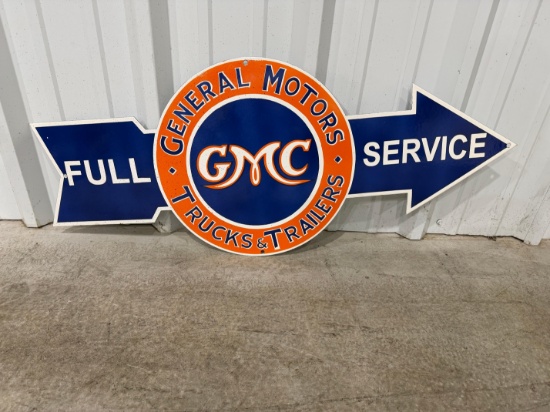 GENERAL MOTORS
FULL
GMC
SERVICE
TRUCKS & TRAILERS